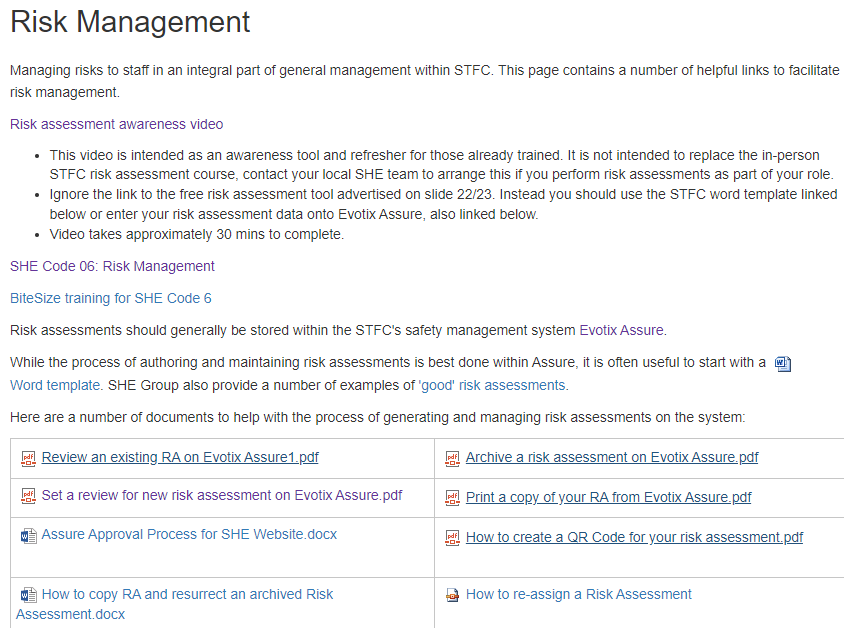 Risk Management
Managing risks to staff in an integral part of general management within STFC. This page contains a number of helpful links to facilitate
risk management.
Risk assessment awareness video
• This video is intended as an awareness tool and refresher for those already trained. It is not intended to replace the in-person
STFC risk assessment course, contact your local SHE team to arrange this if you perform risk assessments as part of your role.
• Ignore the link to the free risk assessment tool advertised on slide 22/23. Instead you should use the STFC word template linked
below or enter your risk assessment data onto Evotix Assure, also linked below.
• Video takes approximately 30 mins to complete.
SHE Code 06: Risk Management
BiteSize training for SHE Code 6
Risk assessments should generally be stored within the STFC's safety management system Evotix Assure.
While the process of authoring and maintaining risk assessments is best done within Assure, it is often useful to start with a
Word template. SHE Group also provide a number of examples of 'good' risk assessments.
Here are a number of documents to help with the process of generating and managing risk assessments on the system:
Review an existing RA on Evotix Assure1.pdf
Archive a risk assessment on Evotix Assure.pdf
Set a review for new risk assessment on Evotix Assure.pdf
Print a copy of your RA from Evotix Assure.pdf
Assure Approval Process for SHE Website.docx
How to create a QR Code for your risk assessment.pdf
How to copy RA and resurrect an archived Risk
Assessment.docx
How to re-assign a Risk Assessment